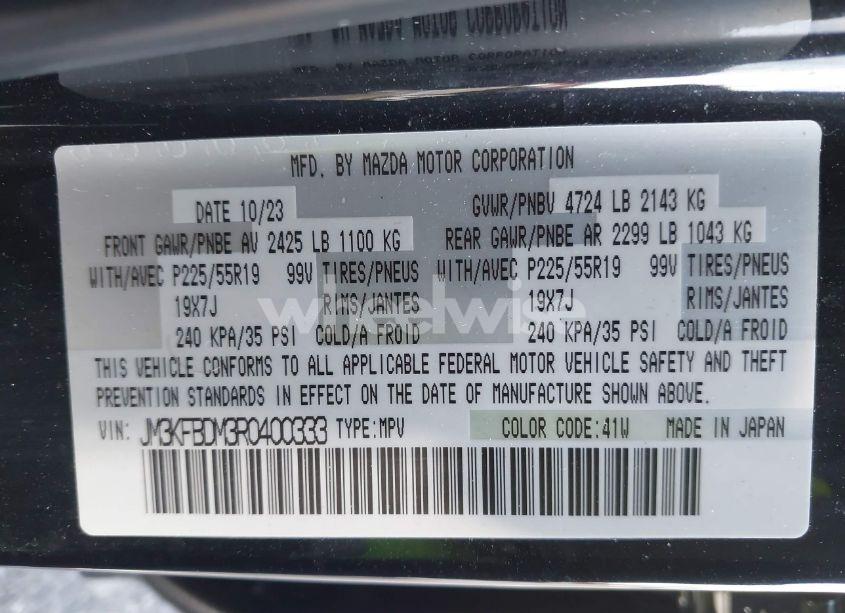 MFD. BY MAZDA MOTOR CORPORATION
DATE 10/23 GVWR/PNBV 4724 LB 2143 KG
FRONT GAWR/PNBE AV 2425 LB 1100 KG REAR GAWR/PNBE AR 2299 LB 1043 KG
WITH/AVEC P225/55R19 99V TIRES/PNEUS WITH/AVEC P225/55R19 99V TIRES/PNEUS
19X7J RIMS/JANTES 19X7J RIMS/JANTES
wheelwise
240 KPA/35 PSI COLD/A FROID 240 KPA/35 PSI COLD/A FROID
THIS VEHICLE CONFORMS TO ALL APPLICABLE FEDERAL MOTOR VEHICLE SAFETY AND THEFT
PREVENTION STANDARDS IN EFFECT ON THE DATE OF MANUFACTURE SHOWN ABOVE.
VIN: JM3KFBDM3R0400333 TYPE:MPV COLOR CODE:41W MADE IN JAPAN